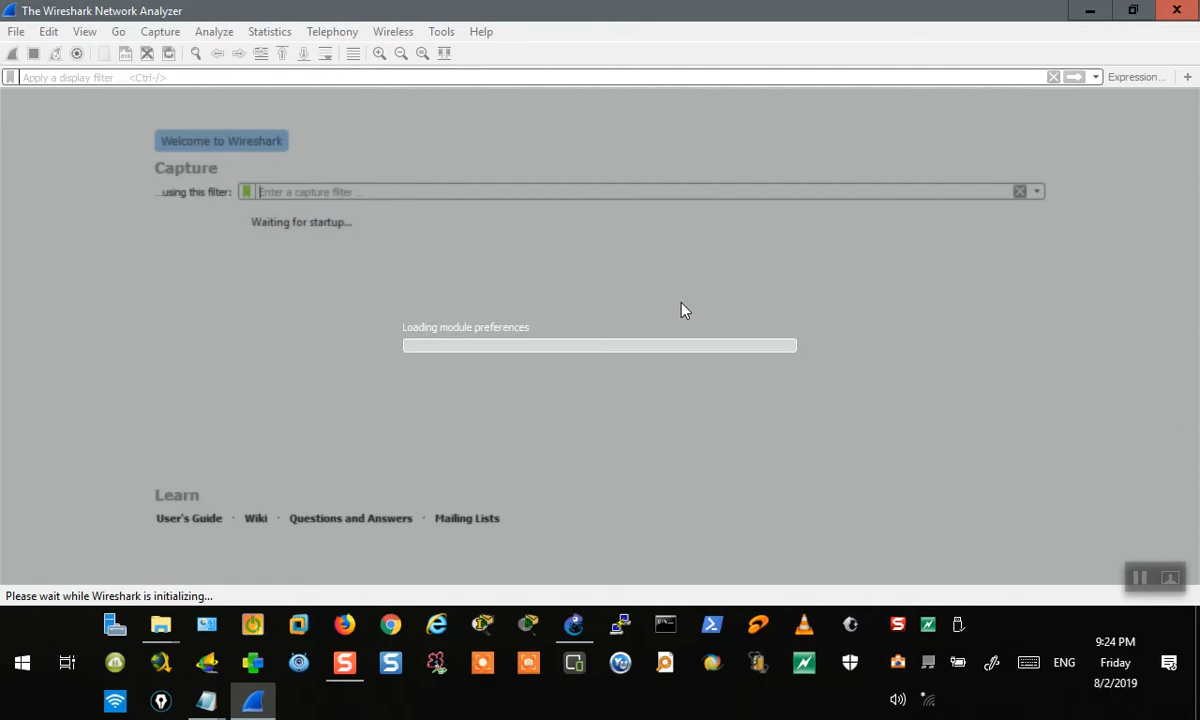 The Wireshark Network Analyzer
File Edit View Go Capture Analyze Statistics Telephony Wireless Tools Help
Apply a display filter ... <Ctrl-/>
Expression...
+
Welcome to Wireshark
Capture
...using this filter: Enter a capture filter ...
Waiting for startup...
Loading module preferences
Learn
User's Guide · Wiki · Questions and Answers · Mailing Lists
Please wait while Wireshark is initializing...
9:24 PM
ENG Friday
8/2/2019